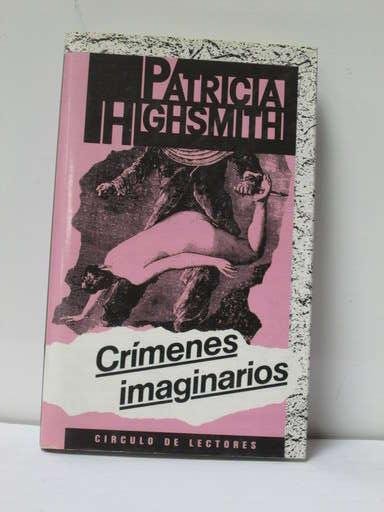 PATRICIA
HIGHSMITH
Crímenes
imaginarios
CIRCULO DE LECTORES